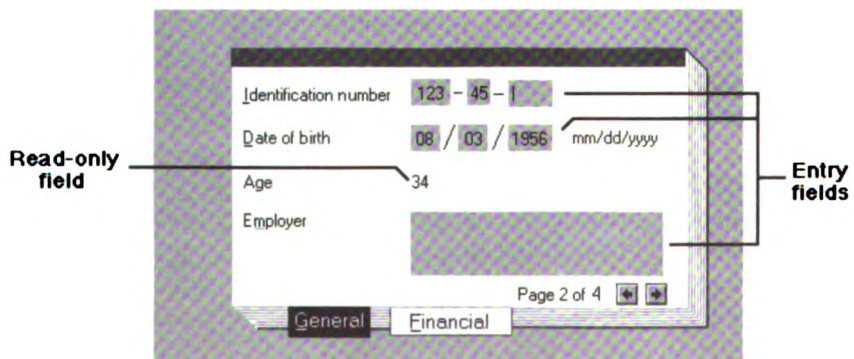 Identification number 123 - 45 -
Date of birth 08 / 03 / 1956 mm/dd/yyyy
Read-only
field
Age 34
Entry
fields
Employer
Page 2 of 4
General Financial